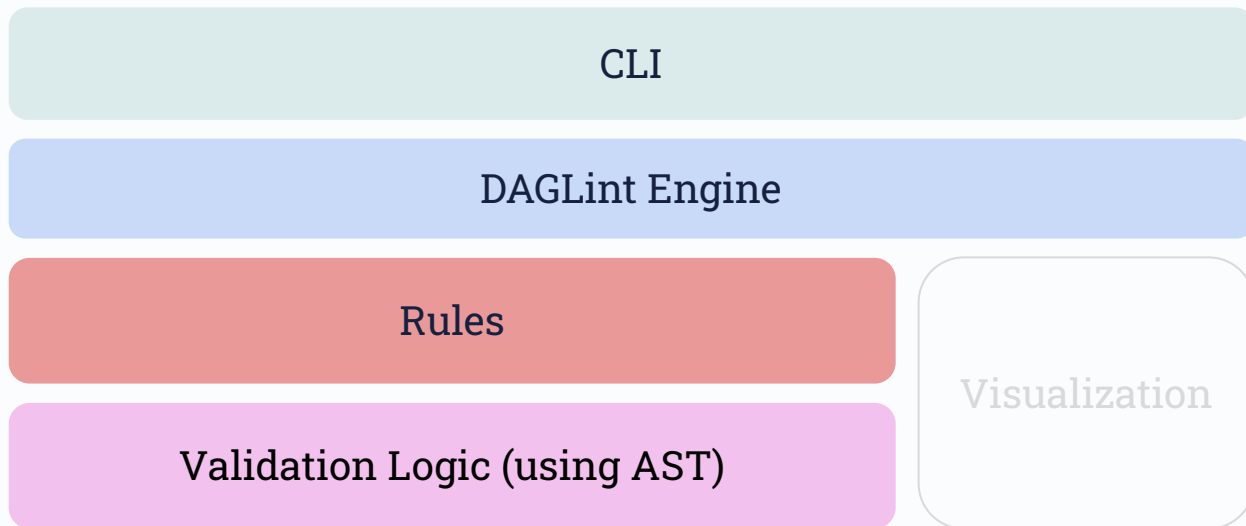 CLI
DAGLint Engine
Rules
Visualization
Validation Logic (using AST)